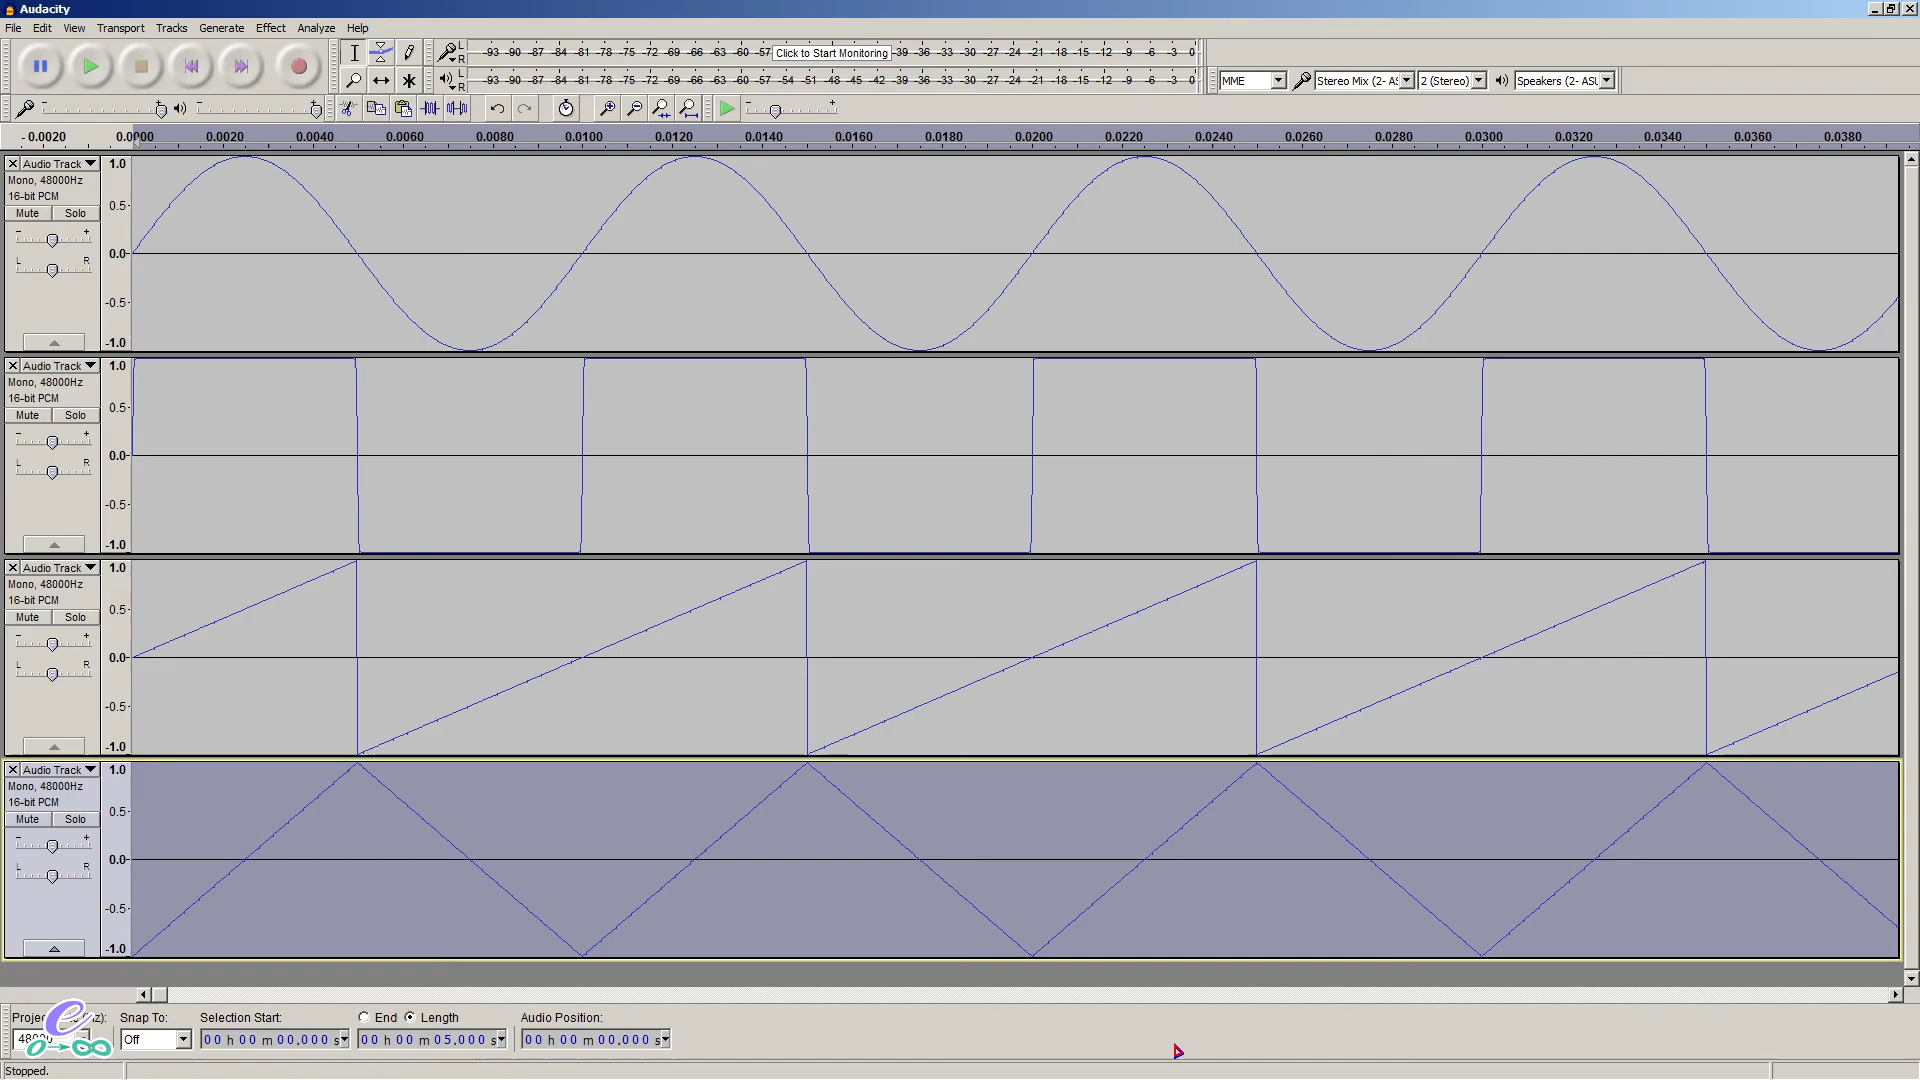 Audacity
File Edit View Transport Tracks Generate Effect Analyze Help
L R -93 -90 -87 -84 -81 -78 -75 -72 -69 -66 -63 -60 -57 Click to Start Monitoring -39 -36 -33 -30 -27 -24 -21 -18 -15 -12 -9 -6 -3 0
L R -93 -90 -87 -84 -81 -78 -75 -72 -69 -66 -63 -60 -57 -54 -51 -48 -45 -42 -39 -36 -33 -30 -27 -24 -21 -18 -15 -12 -9 -6 -3 0
MME Stereo Mix (2- AS 2 (Stereo) Speakers (2- ASU
- +
- 0.0020 0.0000 0.0020 0.0040 0.0060 0.0080 0.0100 0.0120 0.0140 0.0160 0.0180 0.0200 0.0220 0.0240 0.0260 0.0280 0.0300 0.0320 0.0340 0.0360 0.0380
Audio Track 1.0
Mono, 48000Hz
16-bit PCM
0.5
Mute Solo
- +
0.0
L R
-0.5
-1.0
Audio Track 1.0
Mono, 48000Hz
16-bit PCM
0.5
Mute Solo
- +
0.0
L R
-0.5
-1.0
Audio Track 1.0
Mono, 48000Hz
16-bit PCM
0.5
Mute Solo
- +
0.0
L R
-0.5
-1.0
Audio Track 1.0
Mono, 48000Hz
16-bit PCM
0.5
Mute Solo
- +
0.0
L R
-0.5
-1.0
Snap To: Selection Start: End Length Audio Position:
Off 00 h 00 m 00.000 s 00 h 00 m 05.000 s 00 h 00 m 00.000 s
Stopped.